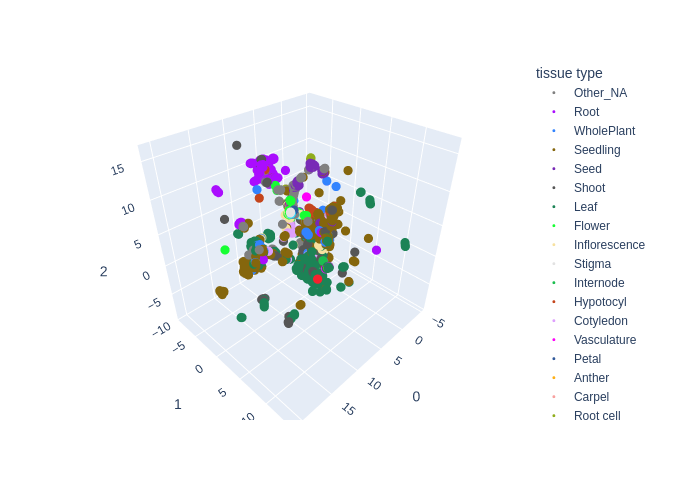 tissue type
Other_NA
Root
WholePlant
Seedling
Seed
Shoot
Leaf
Flower
Inflorescence
Stigma
Internode
Hypotocyl
Cotyledon
Vasculature
Petal
Anther
Carpel
Root cell
15
10
5
0
−5
−10
2
−5
0
5
10
1
−5
0
5
10
15
0